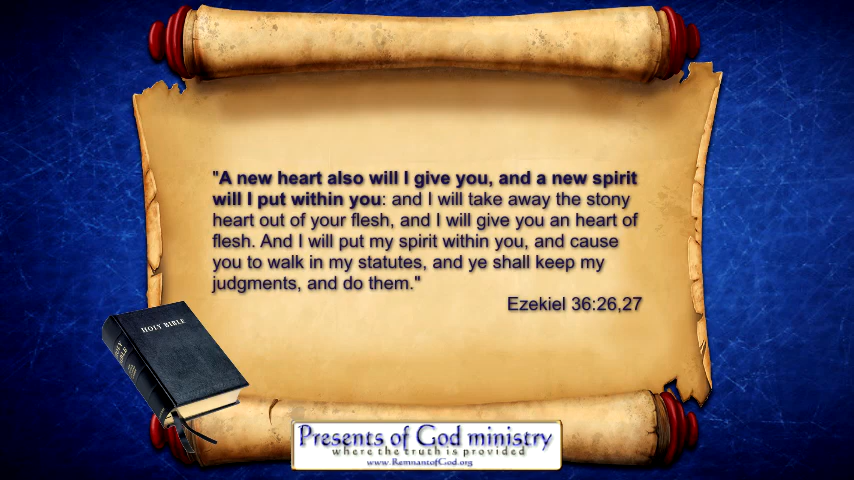 "A new heart also will I give you, and a new spirit
will I put within you: and I will take away the stony
heart out of your flesh, and I will give you an heart of
flesh. And I will put my spirit within you, and cause
you to walk in my statutes, and ye shall keep my
judgments, and do them."
Ezekiel 36:26,27
HOLY BIBLE
HOLY
BIBLE
Presents of God ministry
where the truth is provided
www.RemnantofGod.org